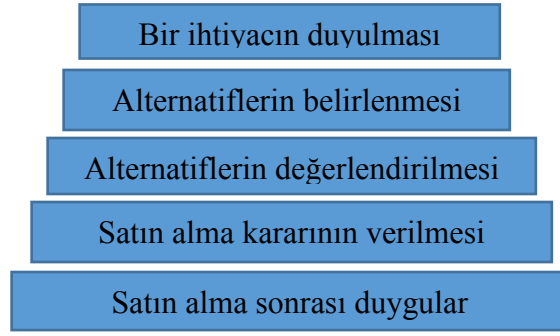 Bir ihtiyacın duyulması
Alternatiflerin belirlenmesi
Alternatiflerin değerlendirilmesi
Satın alma kararının verilmesi
Satın alma sonrası duygular